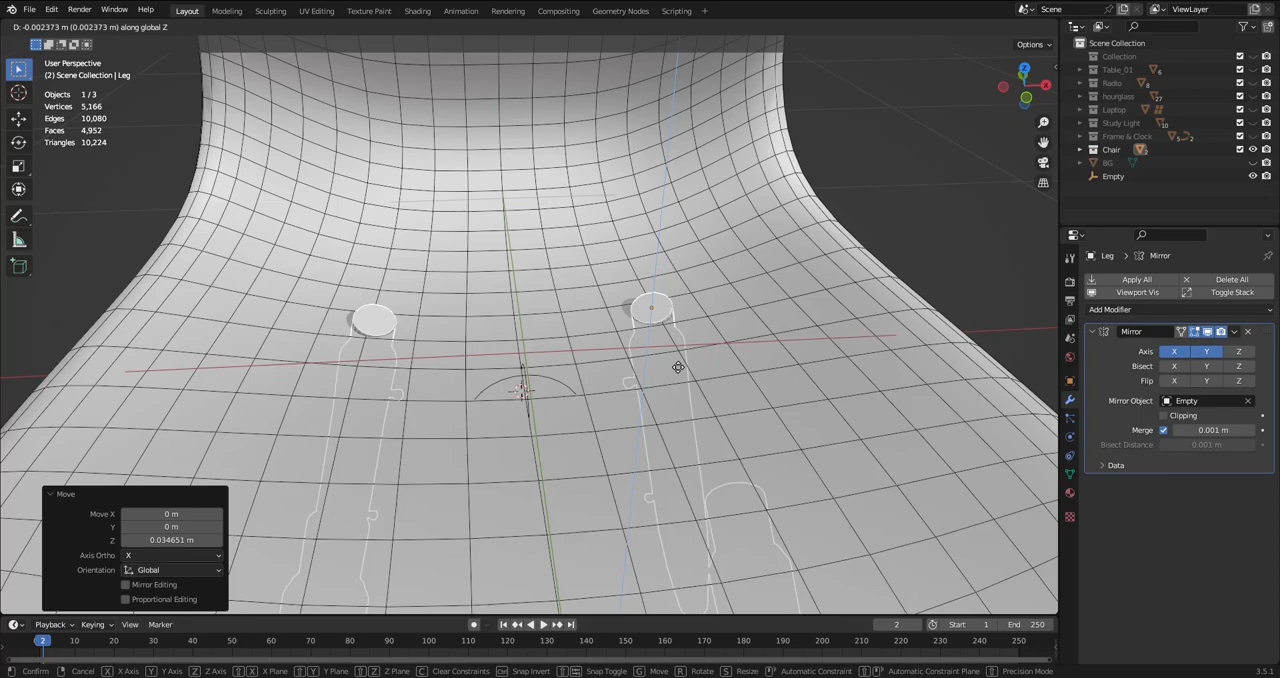 File Edit Render Window Help Layout Modeling Sculpting UV Editing Texture Paint Shading Animation Rendering Compositing Geometry Nodes Scripting + Scene ViewLayer
D: -0.002373 m (0.002373 m) along global Z
Options
User Perspective
(2) Scene Collection | Leg
Objects 1 / 3
Vertices 5,166
Edges 10,080
Faces 4,952
Triangles 10,224
Z
X
Scene Collection
Collection
Table_01 6
Radio 8
hourglass 27
Laptop
Study Light 10
Frame & Clock 5 2
Chair 2
BG
Empty
Leg > Mirror
Apply All Delete All
Viewport Vis Toggle Stack
Add Modifier
Mirror
Axis X Y Z
Bisect X Y Z
Flip X Y Z
Mirror Object Empty
Clipping
Merge 0.001 m
Bisect Distance 0.001 m
Data
Move
Move X 0 m
Y 0 m
Z 0.034651 m
Axis Ortho X
Orientation Global
Mirror Editing
Proportional Editing
Playback Keying View Marker 2 Start 1 End 250
2 10 20 30 40 50 60 70 80 90 100 110 120 130 140 150 160 170 180 190 200 210 220 230 240 250
Confirm Cancel X X Axis Y Y Axis Z Z Axis X X Plane Y Y Plane Z Z Plane C Clear Constraints Snap Invert Snap Toggle G Move R Rotate S Resize Automatic Constraint Automatic Constraint Plane Precision Mode 3.5.1